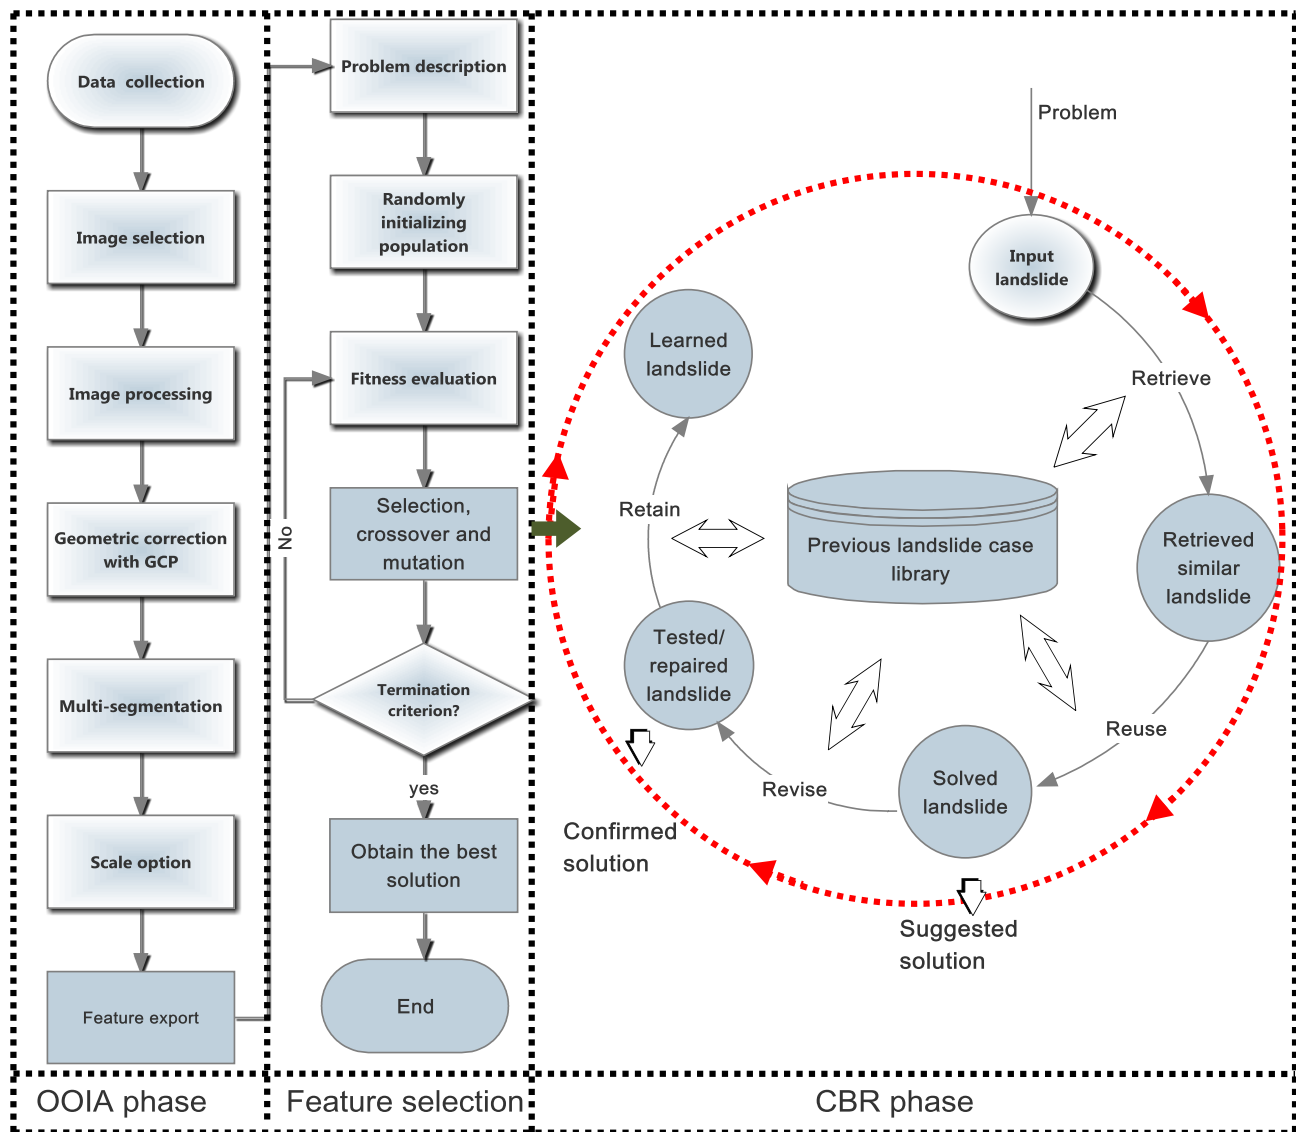 Data collection
Image selection
Image processing
Geometric correction
with GCP
Multi-segmentation
Scale option
Feature export
OOIA phase
Problem description
Randomly
initializing
population
Fitness evaluation
Selection,
crossover and
mutation
No
Termination
criterion?
yes
Obtain the best
solution
End
Feature selection
Problem
Input
landslide
Retrieve
Retrieved
similar
landslide
Reuse
Solved
landslide
Suggested
solution
Revise
Tested/
repaired
landslide
Confirmed
solution
Retain
Learned
landslide
Previous landslide case
library
CBR phase